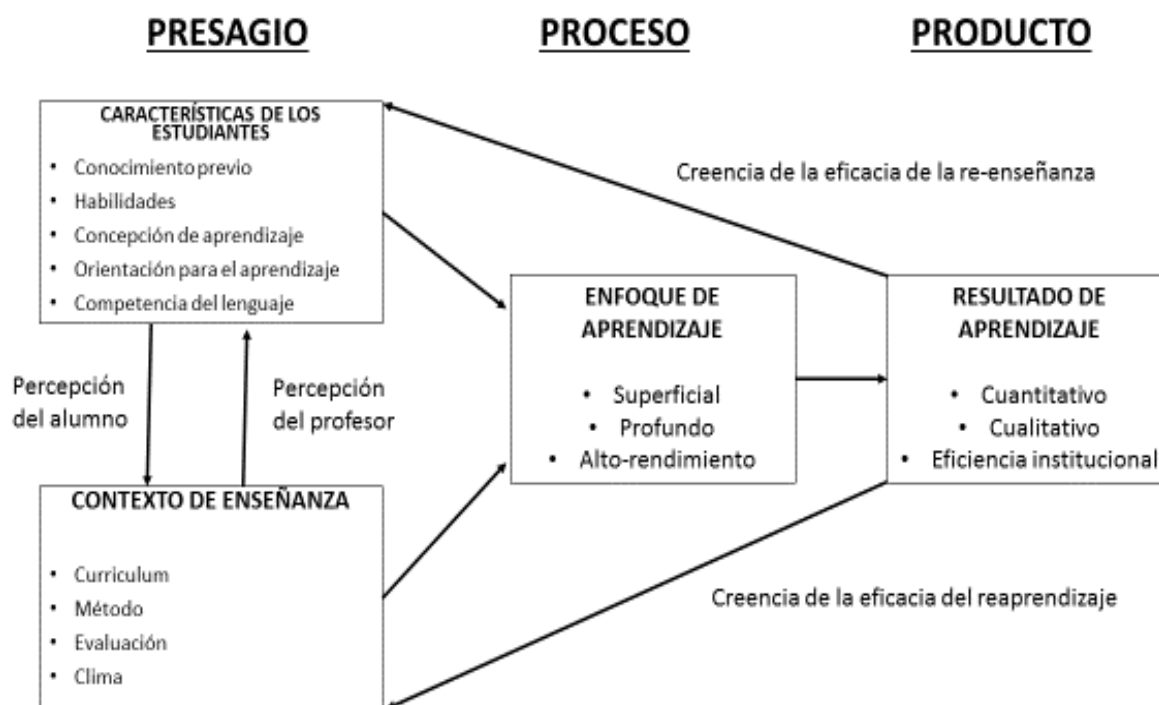 PRESAGIO
PROCESO
PRODUCTO
CARACTERÍSTICAS DE LOS
ESTUDIANTES
• Conocimiento previo
• Habilidades
• Concepción de aprendizaje
• Orientación para el aprendizaje
• Competencia del lenguaje
Creencia de la eficacia de la re-enseñanza
Percepción
del alumno
Percepción
del profesor
ENFOQUE DE
APRENDIZAJE
• Superficial
• Profundo
• Alto-rendimiento
RESULTADO DE
APRENDIZAJE
• Cuantitativo
• Cualitativo
• Eficiencia institucional
CONTEXTO DE ENSEÑANZA
• Curriculum
• Método
• Evaluación
• Clima
Creencia de la eficacia del reaprendizaje